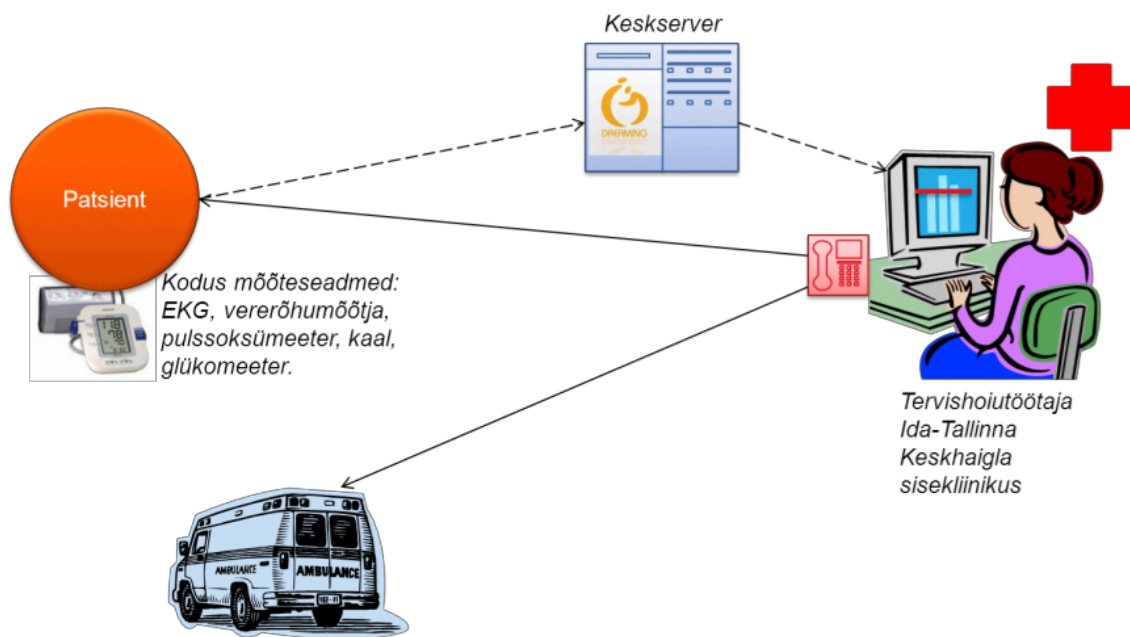 Keskserver
DREAMING
Patsient
Kodus mõõteseadmed:
EKG, vererõhumõõtja,
pulssoksümeeter, kaal,
glükomeeter.
Tervishoiutöötaja
Ida-Tallinna
Keskhaigla
sisekliinikus
AMBULANCE
AMBULANCE